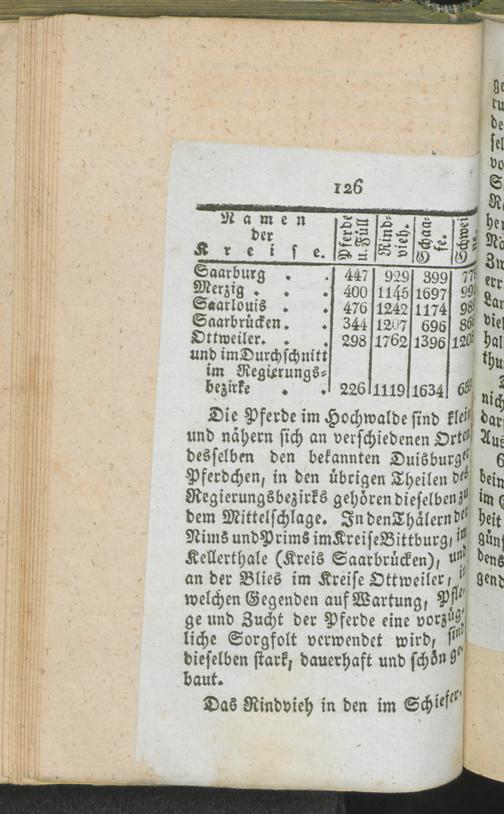 126
Namen der Kreise. Pferde u. Füll Rind-vieh. Schaa-fe. Schwei
Saarburg . . 447 929 399
Merzig . . . 400 1145 1697
Saarlouis . . 476 1242 1174
Saarbrücken. . 344 1207 696
Ottweiler. . . 298 1762 1396
und im Durchschnitt
im Regierungs-
bezirke . . 226 1119 1634
Die Pferde im Hochwalde sind klein
und nähern sich an verschiedenen Orten
desselben den bekannten Duisburger
Pferdchen, in den übrigen Theilen des
Regierungsbezirks gehören dieselben zu
dem Mittelschlage. In den Thälern der
Nims und Prims im Kreise Bittburg, im
Kellerthale (Kreis Saarbrücken), und
an der Blies im Kreise Ottweiler, in
welchen Gegenden auf Wartung, Pfle-
ge und Zucht der Pferde eine vorzüg-
liche Sorgfolt verwendet wird, sind
dieselben stark, dauerhaft und schön ge-
baut.
Das Rindvieh in den im Schiefer-